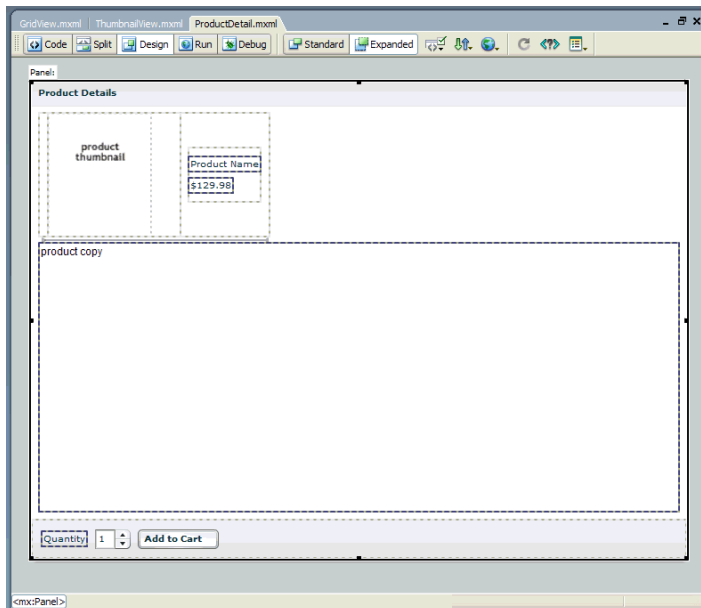 GridView.mxml ThumbnailView.mxml ProductDetail.mxml
Code Split Design Run Debug Standard Expanded
Panel:
Product Details
product
thumbnail
Product Name
$129.98
product copy
Quantity 1 Add to Cart
<mx:Panel>